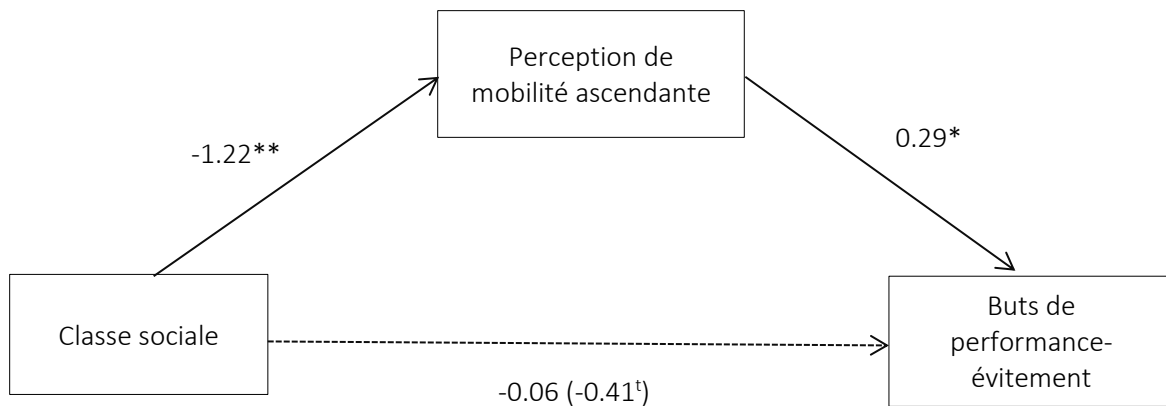 Perception de
mobilité ascendante
-1.22**
0.29*
Classe sociale
Buts de
performance-
évitement
-0.06 (-0.41ᵗ)